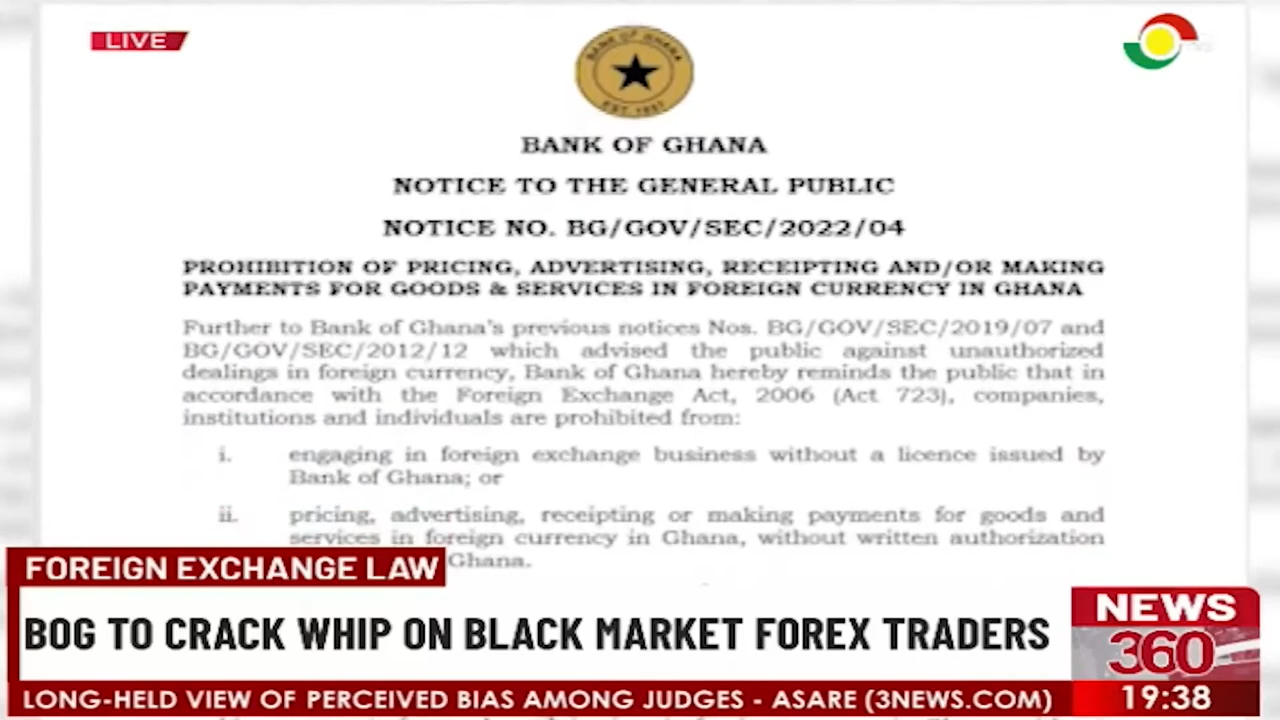 LIVE
BANK OF GHANA
EST. 1957
BANK OF GHANA
NOTICE TO THE GENERAL PUBLIC
NOTICE NO. BG/GOV/SEC/2022/04
PROHIBITION OF PRICING, ADVERTISING, RECEIPTING AND/OR MAKING
PAYMENTS FOR GOODS & SERVICES IN FOREIGN CURRENCY IN GHANA
Further to Bank of Ghana's previous notices Nos. BG/GOV/SEC/2019/07 and
BG/GOV/SEC/2012/12 which advised the public against unauthorized
dealings in foreign currency, Bank of Ghana hereby reminds the public that in
accordance with the Foreign Exchange Act, 2006 (Act 723), companies,
institutions and individuals are prohibited from:
i. engaging in foreign exchange business without a licence issued by
Bank of Ghana; or
ii. pricing, advertising, receipting or making payments for goods and
services in foreign currency in Ghana, without written authorization
Ghana.
FOREIGN EXCHANGE LAW
BOG TO CRACK WHIP ON BLACK MARKET FOREX TRADERS
NEWS
360
LONG-HELD VIEW OF PERCEIVED BIAS AMONG JUDGES - ASARE (3NEWS.COM)
19:38